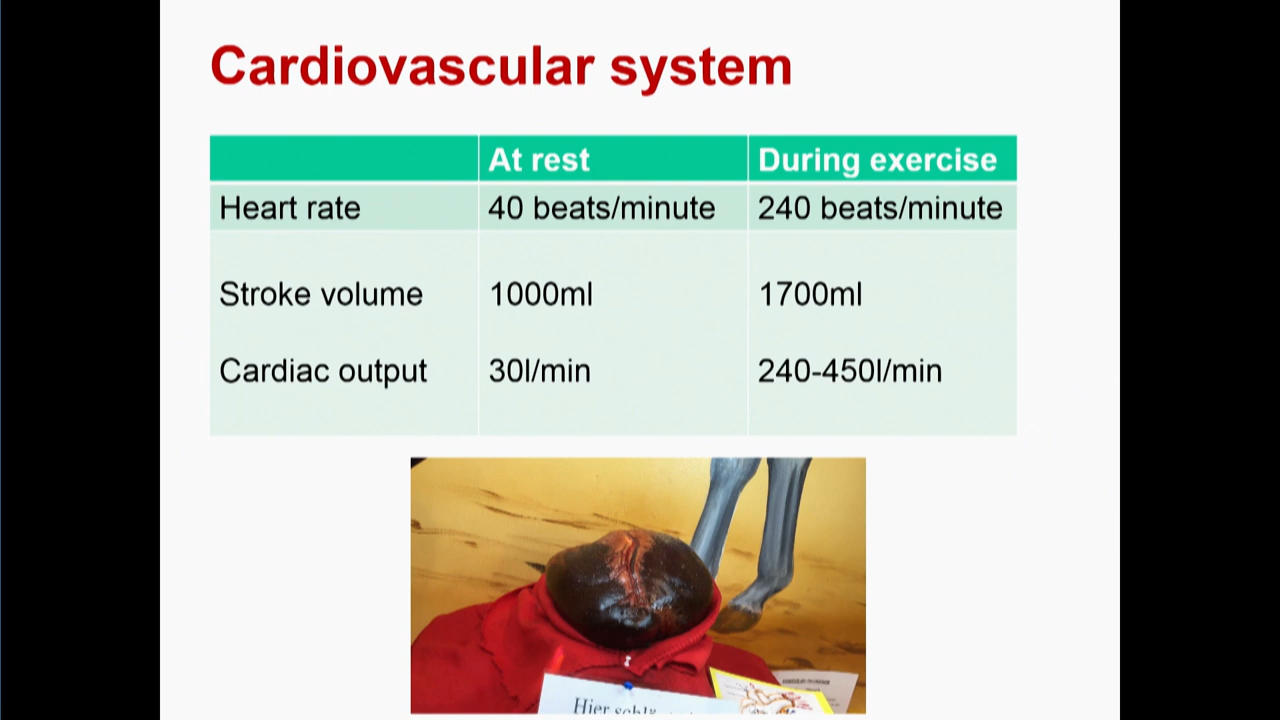 Cardiovascular system
At rest During exercise
Heart rate 40 beats/minute 240 beats/minute
Stroke volume 1000ml 1700ml
Cardiac output 30l/min 240-450l/min
Hier